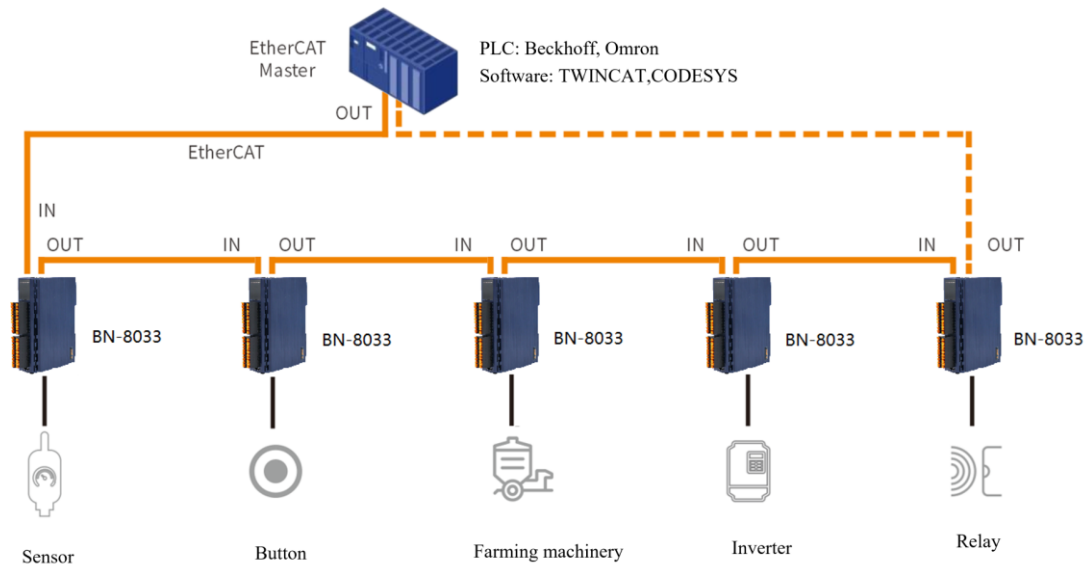 EtherCAT
Master
PLC: Beckhoff, Omron
Software: TWINCAT,CODESYS
OUT
EtherCAT
IN
OUT
IN
OUT
IN
OUT
IN
OUT
IN
OUT
BN-8033
BN-8033
BN-8033
BN-8033
BN-8033
Sensor
Button
Farming machinery
Inverter
Relay